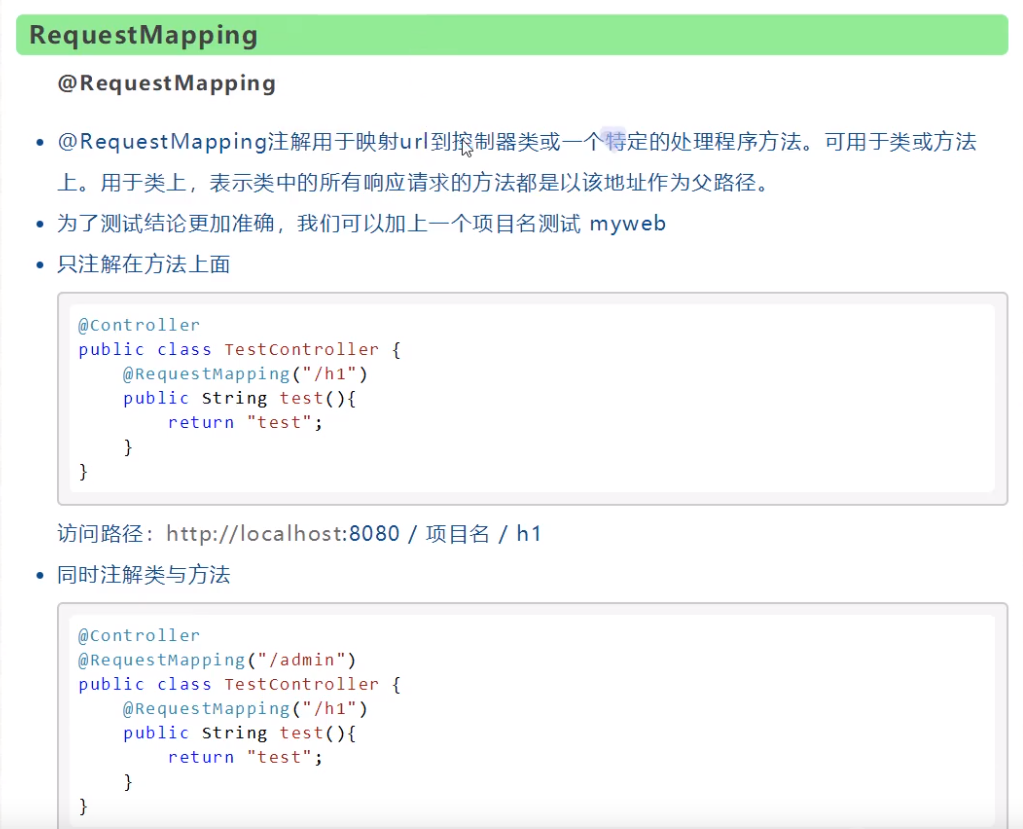 RequestMapping
@RequestMapping
@RequestMapping注解用于映射url到控制器类或一个特定的处理程序方法。可用于类或方法
上。用于类上，表示类中的所有响应请求的方法都是以该地址作为父路径。
为了测试结论更加准确，我们可以加上一个项目名测试 myweb
只注解在方法上面
@Controller
public class TestController {
    @RequestMapping("/h1")
    public String test(){
        return "test";
    }
}
访问路径：http://localhost:8080 / 项目名 / h1
同时注解类与方法
@Controller
@RequestMapping("/admin")
public class TestController {
    @RequestMapping("/h1")
    public String test(){
        return "test";
    }
}